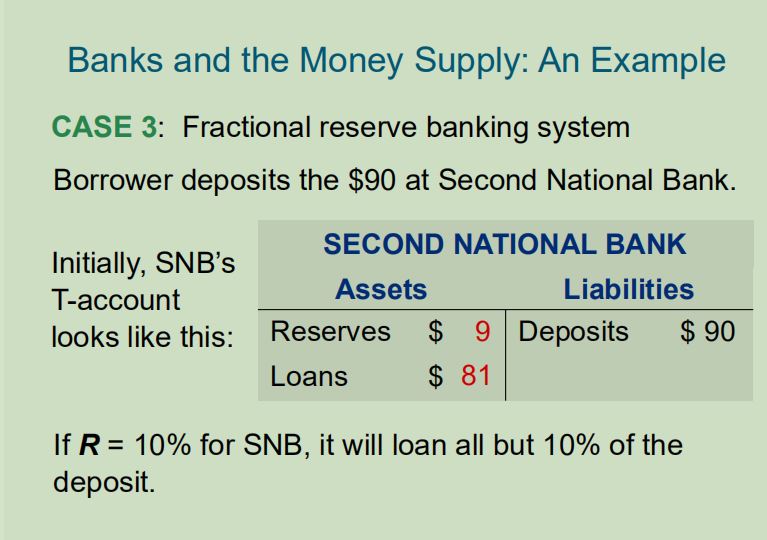 Banks and the Money Supply: An Example
CASE 3: Fractional reserve banking system
Borrower deposits the $90 at Second National Bank.
Initially, SNB’s
T-account
looks like this:
SECOND NATIONAL BANK
Assets Liabilities
Reserves $ 9 Deposits $ 90
Loans $ 81
If R = 10% for SNB, it will loan all but 10% of the
deposit.